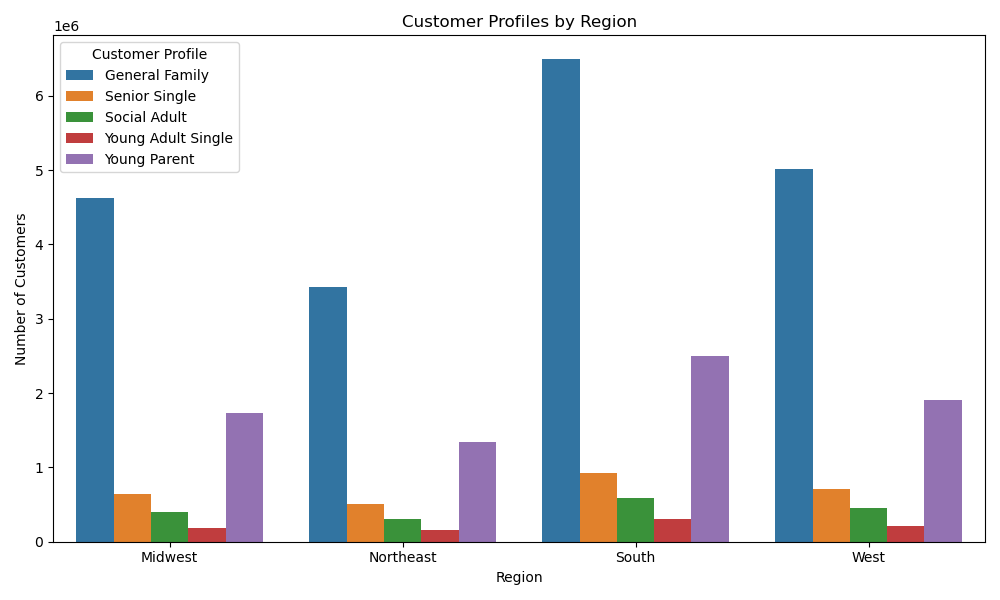 Customer Profiles by Region
1e6
Customer Profile
General Family
Senior Single
Social Adult
Young Adult Single
Young Parent
Number of Customers
6
5
4
3
2
1
0
Midwest
Northeast
South
West
Region